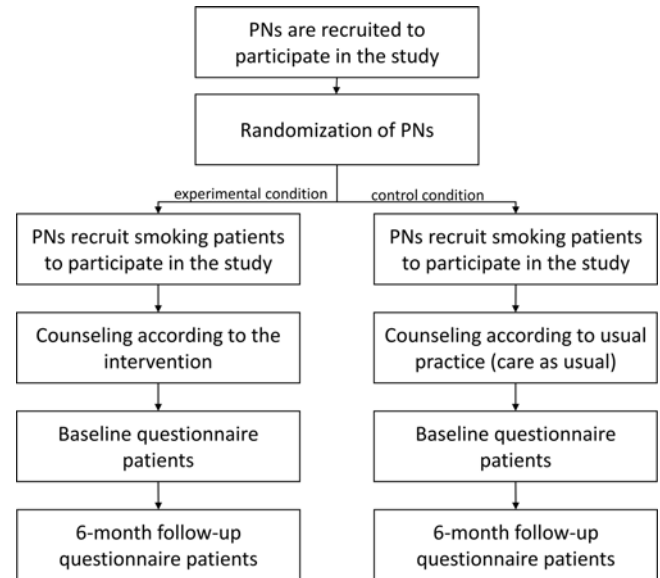 PNs are recruited to
participate in the study
Randomization of PNs
experimental condition
control condition
PNs recruit smoking patients
to participate in the study
PNs recruit smoking patients
to participate in the study
Counseling according to the
intervention
Counseling according to usual
practice (care as usual)
Baseline questionnaire
patients
Baseline questionnaire
patients
6-month follow-up
questionnaire patients
6-month follow-up
questionnaire patients